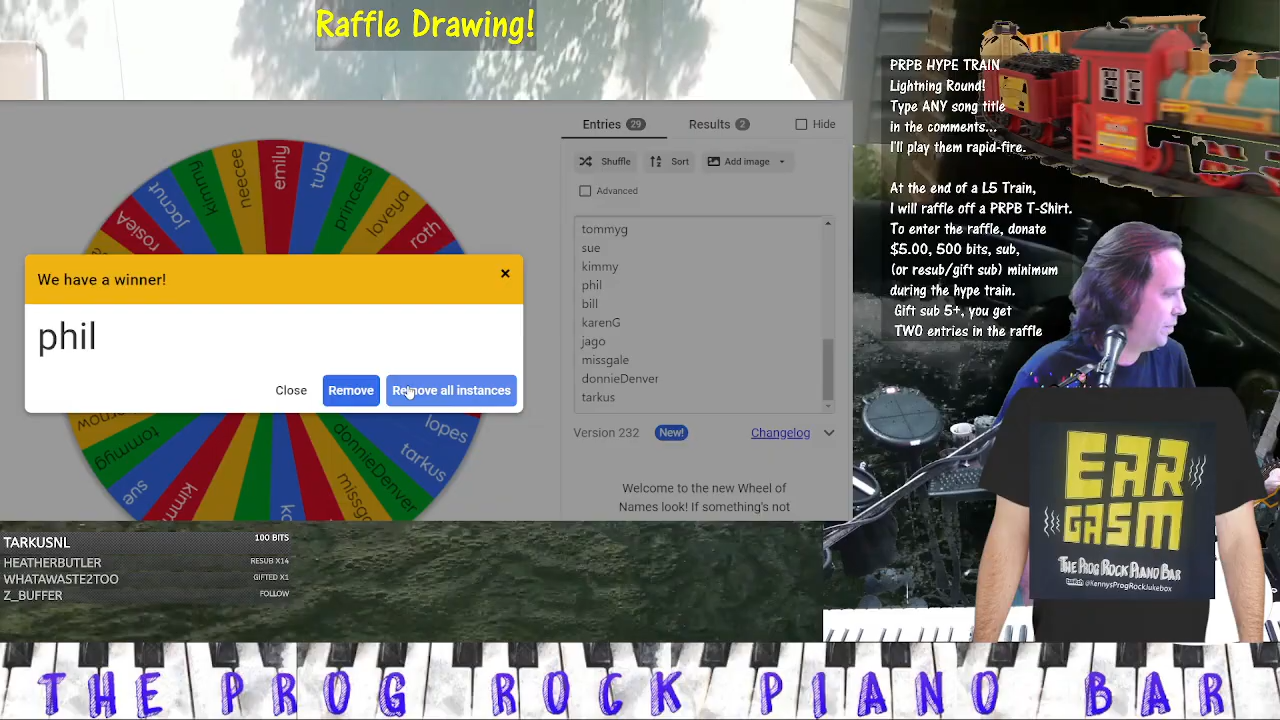 Raffle Drawing!
PRPB HYPE TRAIN
Lightning Round!
Type ANY song title
in the comments...
I'll play them rapid-fire.
At the end of a L5 Train,
I will raffle off a PRPB T-Shirt.
To enter the raffle, donate
$5.00, 500 bits, sub,
(or resub/gift sub) minimum
during the hype train.
Gift sub 5+, you get
TWO entries in the raffle
Entries 29
Results 2
Hide
Shuffle
Sort
Add image
Advanced
tommyg
sue
kimmy
phil
bill
karenG
jago
missgale
donnieDenver
tarkus
Version 232
New!
Changelog
Welcome to the new Wheel of
Names look! If something's not
rosieA
jacnut
kimmy
neecee
emily
tuba
princess
loveya
roth
We have a winner!
×
phil
Close
Remove
Remove all instances
tommyg
sue
donnieDenver
lopes
tarkus
TARKUSNL 100 BITS
HEATHERBUTLER RESUB X14
WHATAWASTE2TOO GIFTED X1
Z_BUFFER FOLLOW
EAR
GASM
THE PROG ROCK PIANO BAR
twitch @KennysProgRockJukebox
THE PROG ROCK PIANO BAR